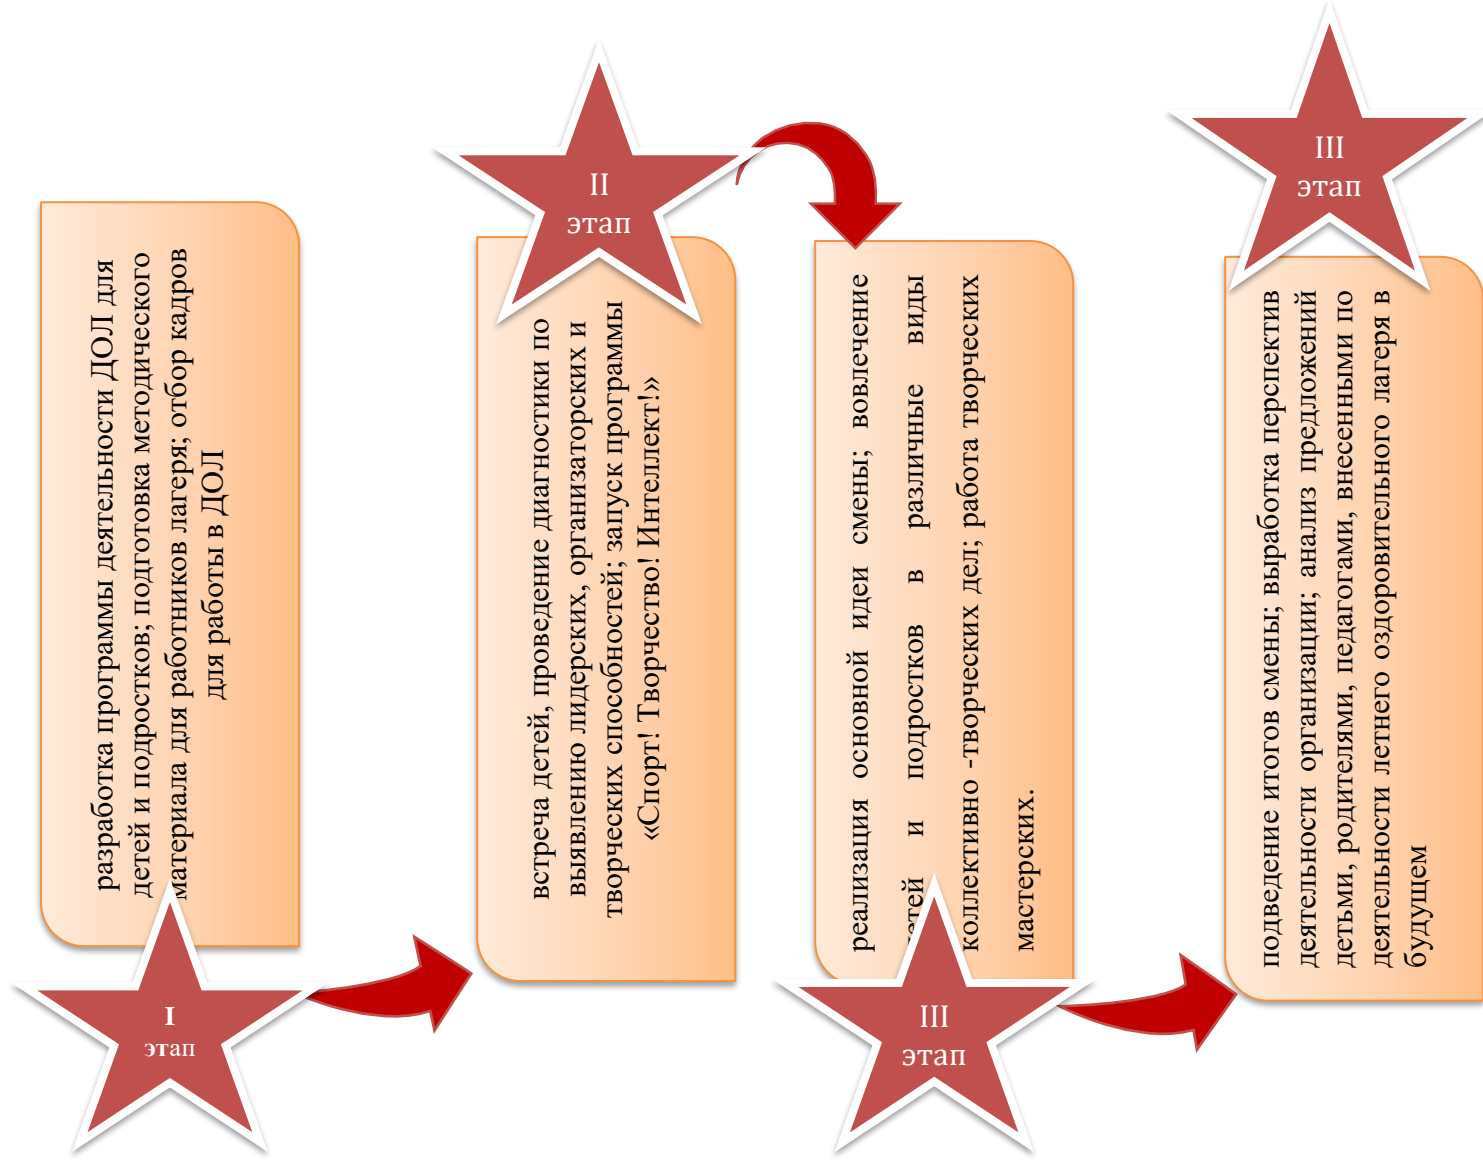 I
этап
разработка программы деятельности ДОЛ для
детей и подростков; подготовка методического
материала для работников лагеря; отбор кадров
для работы в ДОЛ
II
этап
встреча детей, проведение диагностики по
выявлению лидерских, организаторских и
творческих способностей; запуск программы
«Спорт! Творчество! Интеллект!»
III
этап
реализация основной идеи смены; вовлечение
детей и подростков в различные виды
коллективно -творческих дел; работа творческих
мастерских.
III
этап
подведение итогов смены; выработка перспектив
деятельности организации; анализ предложений
детьми, родителями, педагогами, внесенными по
деятельности летнего оздоровительного лагеря в
будущем